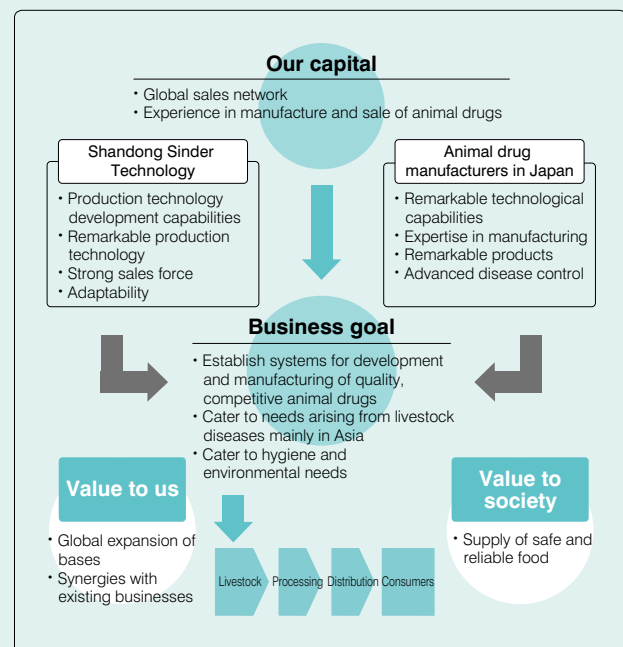 Our capital
・Global sales network
・Experience in manufacture and sale of animal drugs
Shandong Sinder
Technology
・Production technology
development capabilities
・Remarkable production
technology
・Strong sales force
・Adaptability
Animal drug
manufacturers in Japan
・Remarkable technological
capabilities
・Expertise in manufacturing
・Remarkable products
・Advanced disease control
Business goal
・Establish systems for development
and manufacturing of quality,
competitive animal drugs
・Cater to needs arising from livestock
diseases mainly in Asia
・Cater to hygiene and
environmental needs
Value to us
・Global expansion of
bases
・Synergies with
existing businesses
Value to
society
・Supply of safe and
reliable food
Livestock
Processing
Distribution
Consumers